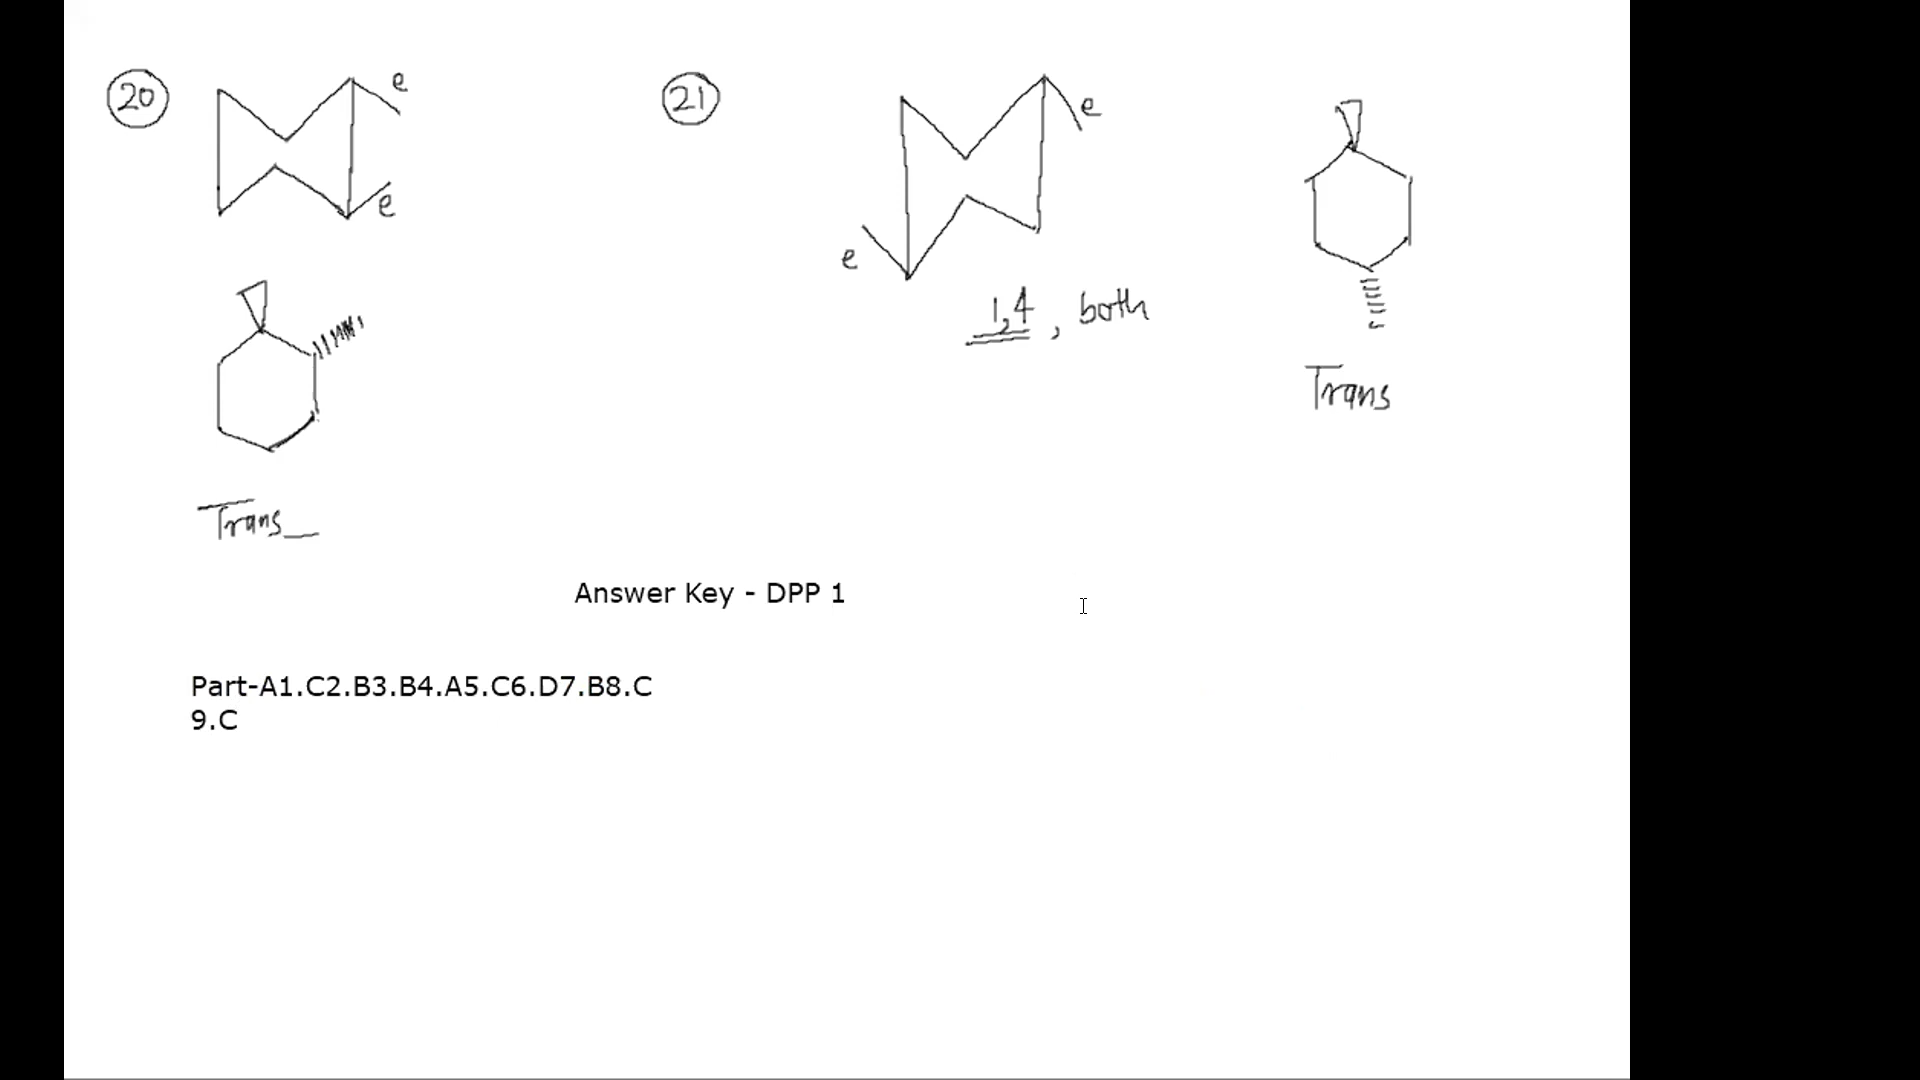 20
e
e
Trans
21
e
e
1,4, both
Trans
Answer Key - DPP 1
Part-A1.C2.B3.B4.A5.C6.D7.B8.C
9.C